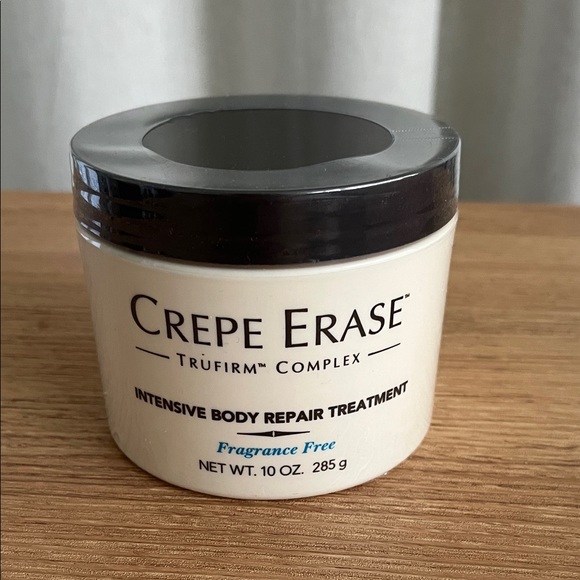 CREPE ERASE™
TRUFIRM™ COMPLEX
INTENSIVE BODY REPAIR TREATMENT
Fragrance Free
NET WT. 10 OZ. 285 g